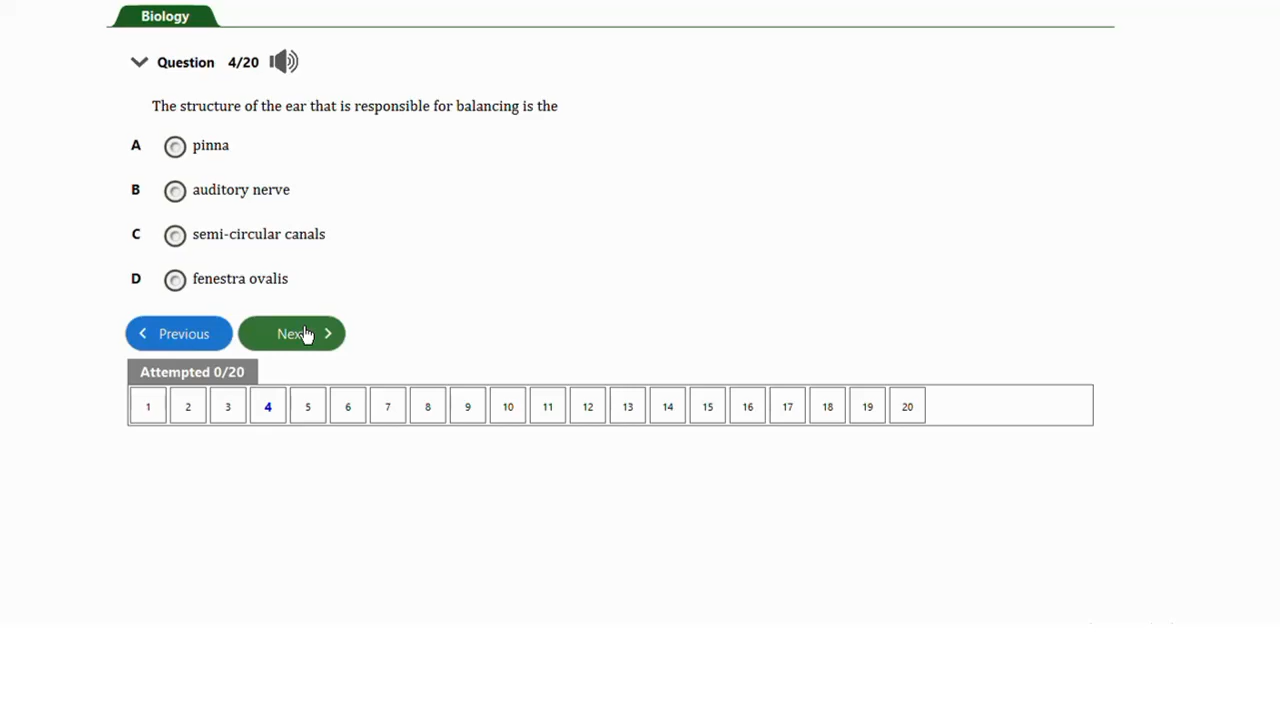 Biology
Question 4/20
The structure of the ear that is responsible for balancing is the
A pinna
B auditory nerve
C semi-circular canals
D fenestra ovalis
Previous Next
Attempted 0/20
1 2 3 4 5 6 7 8 9 10 11 12 13 14 15 16 17 18 19 20